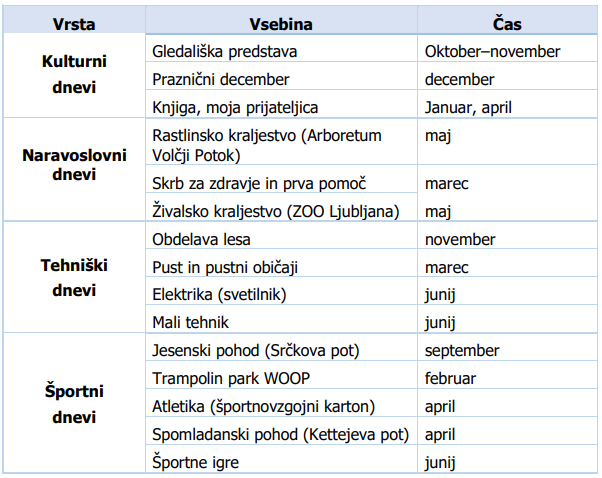 Vrsta Vsebina Čas
Kulturni dnevi
Gledališka predstava Oktober–november
Praznični december december
Knjiga, moja prijateljica Januar, april
Naravoslovni dnevi
Rastlinsko kraljestvo (Arboretum maj
Volčji Potok)
Skrb za zdravje in prva pomoč marec
Živalsko kraljestvo (ZOO Ljubljana) maj
Tehniški dnevi
Obdelava lesa november
Pust in pustni običaji marec
Elektrika (svetilnik) junij
Mali tehnik junij
Športni dnevi
Jesenski pohod (Srčkova pot) september
Trampolin park WOOP februar
Atletika (športnovzgojni karton) april
Spomladanski pohod (Kettejeva pot) april
Športne igre junij